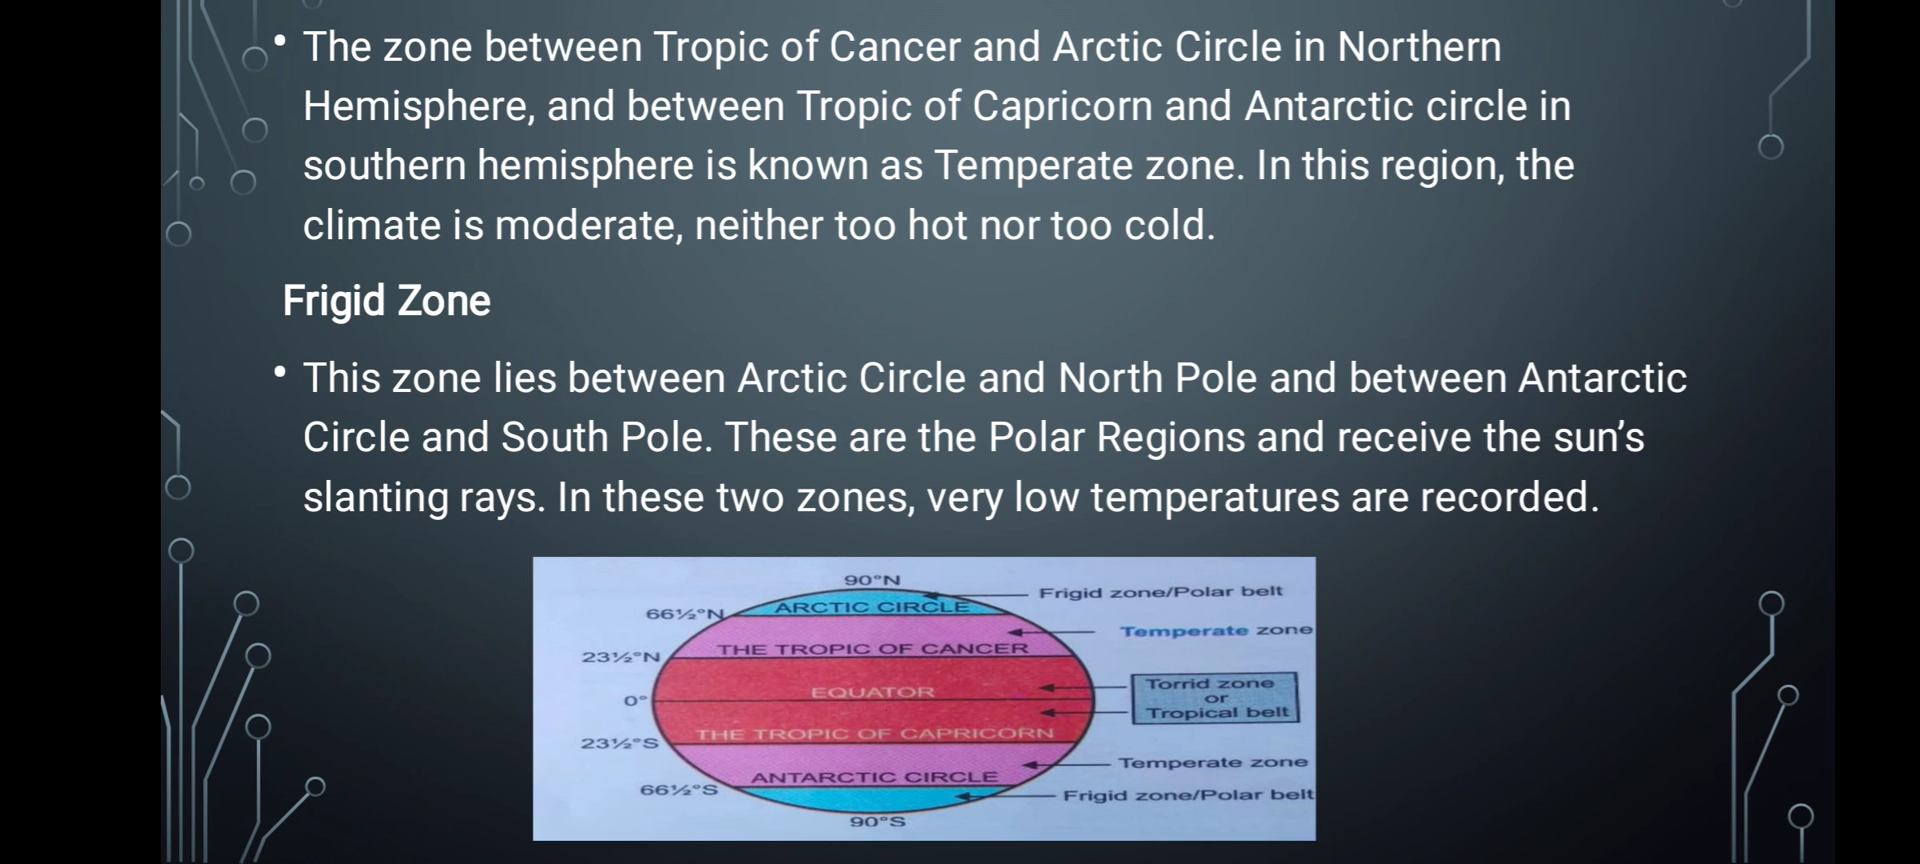 • The zone between Tropic of Cancer and Arctic Circle in Northern
Hemisphere, and between Tropic of Capricorn and Antarctic circle in
southern hemisphere is known as Temperate zone. In this region, the
climate is moderate, neither too hot nor too cold.
Frigid Zone
• This zone lies between Arctic Circle and North Pole and between Antarctic
Circle and South Pole. These are the Polar Regions and receive the sun’s
slanting rays. In these two zones, very low temperatures are recorded.
90°N
Frigid zone/Polar belt
66½°N
ARCTIC CIRCLE
Temperate zone
23½°N
THE TROPIC OF CANCER
0°
EQUATOR
Torrid zone
or
Tropical belt
23½°S
THE TROPIC OF CAPRICORN
Temperate zone
ANTARCTIC CIRCLE
66½°S
Frigid zone/Polar belt
90°S